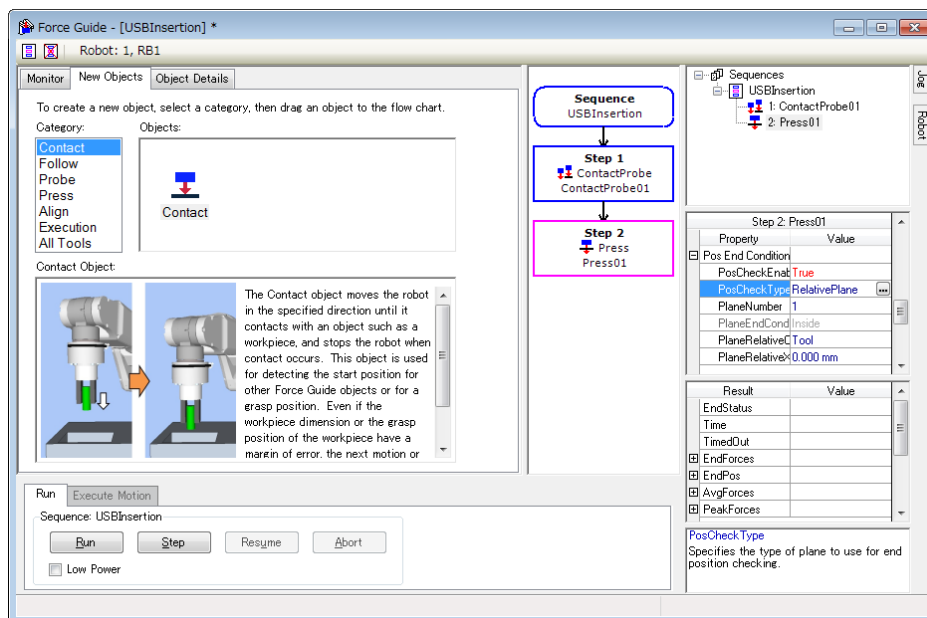 Force Guide - [USBInsertion] *
Robot: 1, RB1
Monitor New Objects Object Details
To create a new object, select a category, then drag an object to the flow chart.
Category: Objects:
Contact
Follow
Probe
Press
Align
Execution
All Tools
Contact
Contact Object:
The Contact object moves the robot
in the specified direction until it
contacts with an object such as a
workpiece, and stops the robot when
contact occurs. This object is used
for detecting the start position for
other Force Guide objects or for a
grasp position. Even if the
workpiece dimension or the grasp
position of the workpiece have a
margin of error, the next motion or
Sequence
USBInsertion
Step 1
ContactProbe
ContactProbe01
Step 2
Press
Press01
Sequences
USBInsertion
1: ContactProbe01
2: Press01
Jog
Robot
Step 2: Press01
Property Value
Pos End Condition
PosCheckEnab True
PosCheckType RelativePlane ...
PlaneNumber 1
PlaneEndCond Inside
PlaneRelativeC Tool
PlaneRelativeX 0.000 mm
Result Value
EndStatus
Time
TimedOut
EndForces
EndPos
AvgForces
PeakForces
PosCheckType
Specifies the type of plane to use for end
position checking.
Run Execute Motion
Sequence: USBInsertion
Run Step Resume Abort
Low Power